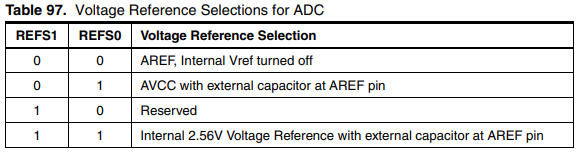 Table 97. Voltage Reference Selections for ADC
REFS1 REFS0 Voltage Reference Selection
0 0 AREF, Internal Vref turned off
0 1 AVCC with external capacitor at AREF pin
1 0 Reserved
1 1 Internal 2.56V Voltage Reference with external capacitor at AREF pin